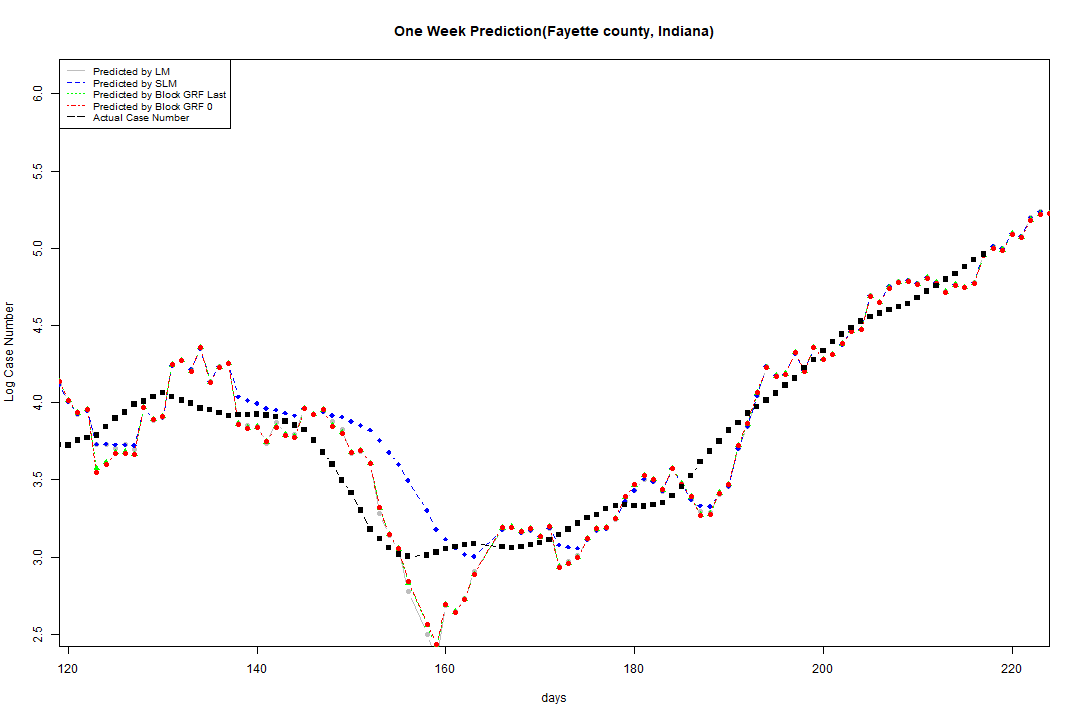 One Week Prediction(Fayette county, Indiana)
Predicted by LM
Predicted by SLM
Predicted by Block GRF Last
Predicted by Block GRF 0
Actual Case Number
6.0
5.5
5.0
4.5
4.0
3.5
3.0
2.5
Log Case Number
120 140 160 180 200 220
days